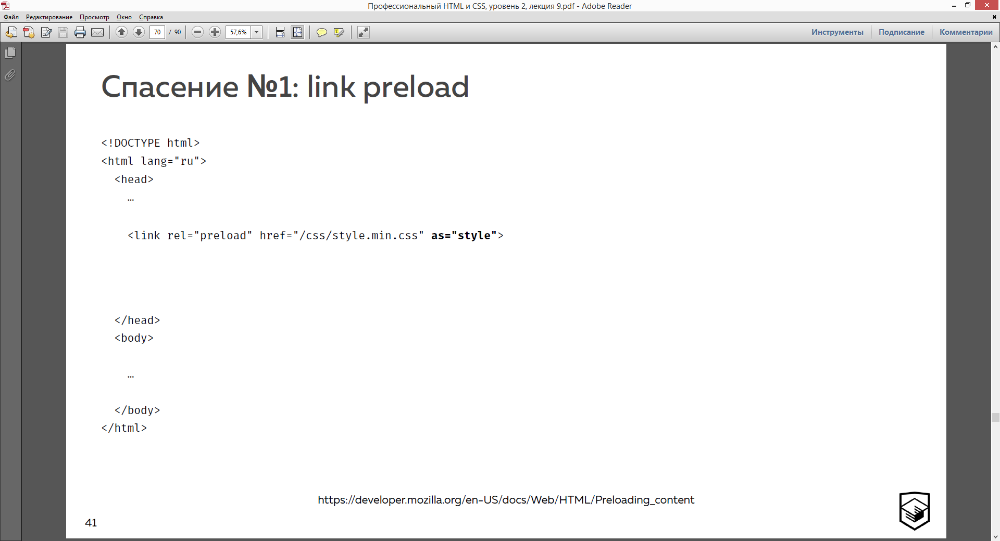 Профессиональный HTML и CSS, уровень 2, лекция 9.pdf - Adobe Reader
Файл Редактирование Просмотр Окно Справка
70 / 90 57,6% Инструменты Подписание Комментарии
Спасение №1: link preload
<!DOCTYPE html>
<html lang="ru">
<head>
…
<link rel="preload" href="/css/style.min.css" as="style">
</head>
<body>
…
</body>
</html>
https://developer.mozilla.org/en-US/docs/Web/HTML/Preloading_content
41